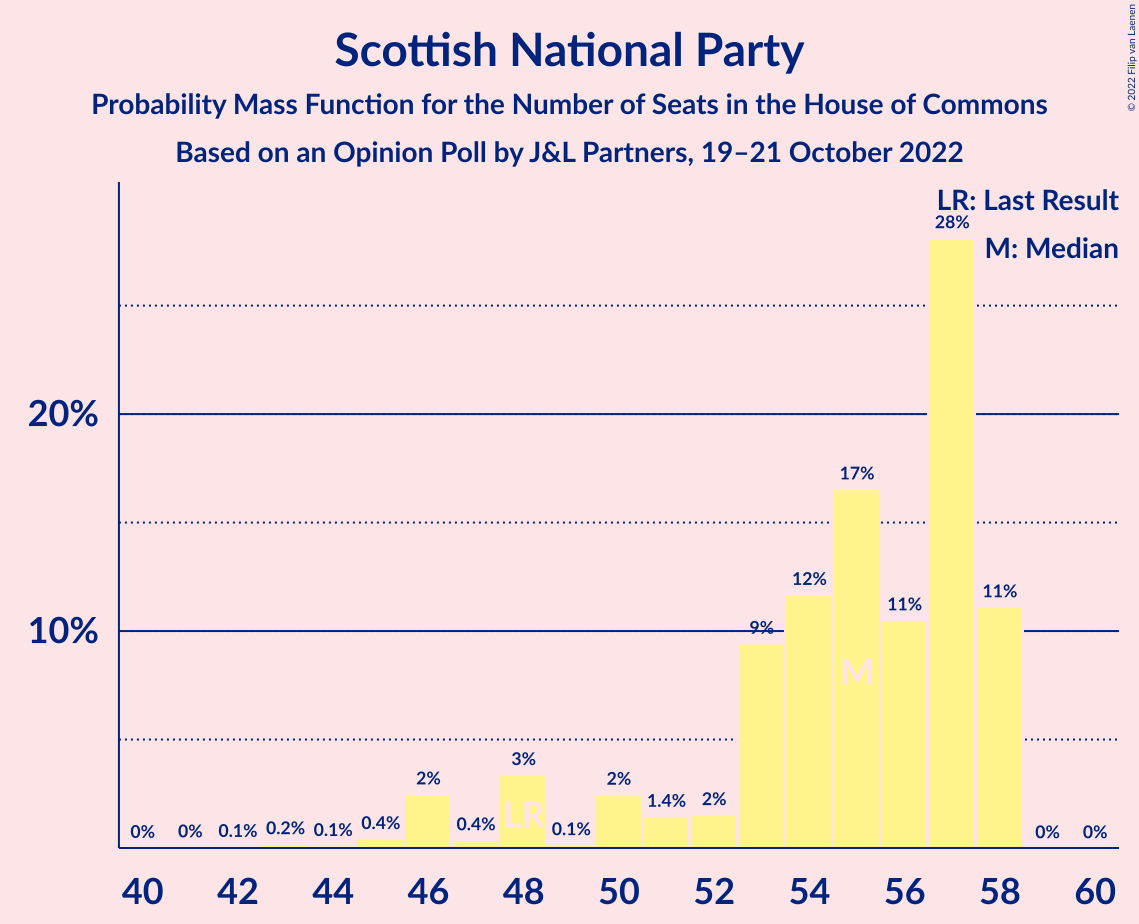 © 2022 Filip van Laenen
Scottish National Party
Probability Mass Function for the Number of Seats in the House of Commons
Based on an Opinion Poll by J&L Partners, 19–21 October 2022
LR: Last Result
28%
M: Median
20%
17%
12%
11%
11%
10%
9%
M
3%
2%
2%
1.4%
2%
LR
0%
0%
0.1%
0.2%
0.1%
0.4%
0.4%
0.1%
0%
0%
40 42 44 46 48 50 52 54 56 58 60